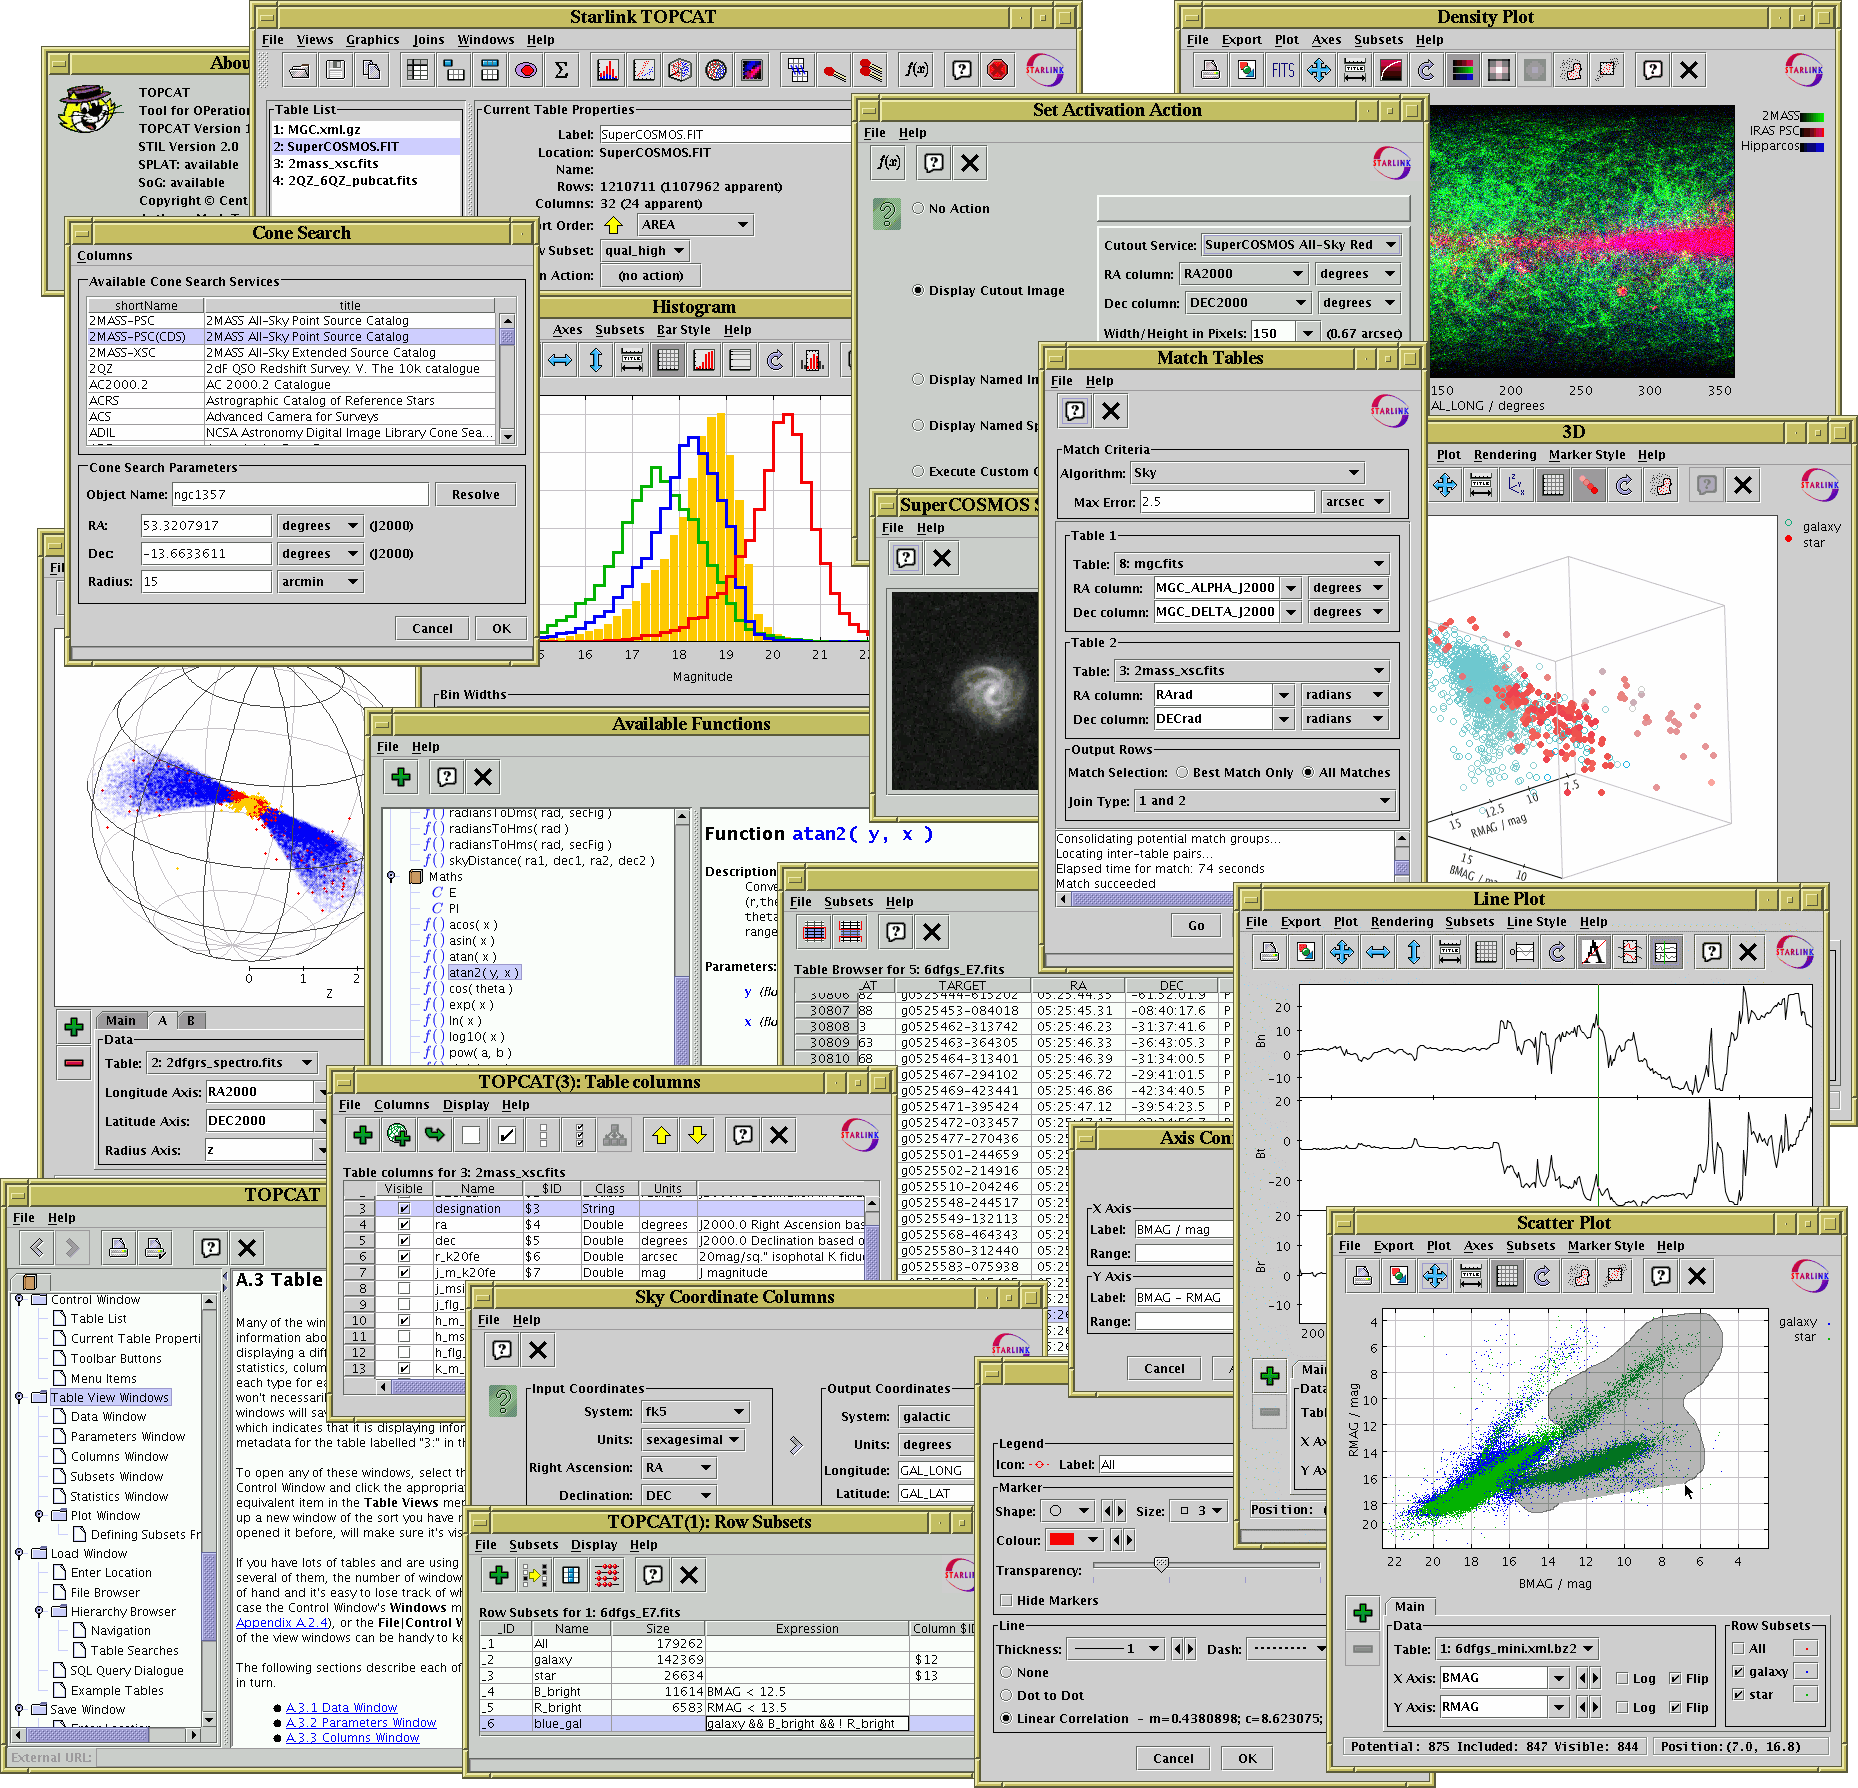 Starlink TOPCAT
File Views Graphics Joins Windows Help
Table List
1: MGC.xml.gz
2: SuperCOSMOS.FIT
3: 2mass_xsc.fits
4: 2QZ_6QZ_pubcat.fits
Current Table Properties
Label: SuperCOSMOS.FIT
Location: SuperCOSMOS.FIT
Name:
Rows: 1210711 (1107962 apparent)
Columns: 32 (24 apparent)
rt Order: AREA
Subset: qual_high
n Action: (no action)
STARLINK
Abou
TOPCAT
Tool for OPeration
TOPCAT Version 1
STIL Version 2.0
SPLAT: available
SoG: available
Copyright © Cent
Density Plot
File Export Plot Axes Subsets Help
FITS
STARLINK
2MASS
IRAS PSC
Hipparcos
150 200 250 300 350
AL_LONG / degrees
Set Activation Action
File Help
STARLINK
No Action
Display Cutout Image
Cutout Service: SuperCOSMOS All-Sky Red
RA column: RA2000 degrees
Dec column: DEC2000 degrees
Width/Height in Pixels: 150 (0.67 arcsec)
Display Named Im
Display Named Sp
Execute Custom C
Cone Search
Columns
Available Cone Search Services
shortName title
2MASS-PSC 2MASS All-Sky Point Source Catalog
2MASS-PSC(CDS) 2MASS All-Sky Point Source Catalog
2MASS-XSC 2MASS All-Sky Extended Source Catalog
2QZ 2dF QSO Redshift Survey. V. The 10k catalogue
AC2000.2 AC 2000.2 Catalogue
ACRS Astrographic Catalog of Reference Stars
ACS Advanced Camera for Surveys
ADIL NCSA Astronomy Digital Image Library Cone Sea...
Cone Search Parameters
Object Name: ngc1357 Resolve
RA: 53.3207917 degrees (J2000)
Dec: -13.6633611 degrees (J2000)
Radius: 15 arcmin
Cancel OK
Histogram
Axes Subsets Bar Style Help
16 17 18 19 20 21
Magnitude
Bin Widths
Match Tables
File Help
STARLINK
Match Criteria
Algorithm: Sky
Max Error: 2.5 arcsec
Table 1
Table: 8: mgc.fits
RA column: MGC_ALPHA_J2000 degrees
Dec column: MGC_DELTA_J2000 degrees
Table 2
Table: 3: 2mass_xsc.fits
RA column: RArad radians
Dec column: DECrad radians
Output Rows
Match Selection: Best Match Only All Matches
Join Type: 1 and 2
Consolidating potential match groups...
Locating inter-table pairs...
Elapsed time for match: 74 seconds
Match succeeded
Go
SuperCOSMOS S
File Help
3D
Plot Rendering Marker Style Help
STARLINK
galaxy
star
15 12.5 10 7.5
RMAG / mag
15 10
BMAG / m
0 1 2
z
Main A B
Data
Table: 2: 2dfgrs_spectro.fits
Longitude Axis: RA2000
Latitude Axis: DEC2000
Radius Axis: z
Available Functions
File Help
radiansToDms( rad, secFig )
radiansToHms( rad )
radiansToHms( rad, secFig )
skyDistance( ra1, dec1, ra2, dec2 )
Maths
E
PI
acos( x )
asin( x )
atan( x )
atan2( y, x )
cos( theta )
exp( x )
ln( x )
log10( x )
pow( a, b )
Function atan2( y, x )
Description
Conve
(r,the
theta
range
Parameters:
y (flo
x (flo
File Subsets Help
Table Browser for 5: 6dfgs_E7.fits
AT TARGET RA DEC
30806 82 g0525444-615202 05:25:44.35 -61:52:01.9 P
30807 88 g0525453-084018 05:25:45.31 -08:40:17.6 P
30808 3 g0525462-313742 05:25:46.23 -31:37:41.6 P
30809 63 g0525463-364305 05:25:46.33 -36:43:05.3 P
30810 68 g0525464-313401 05:25:46.39 -31:34:00.5 P
g0525467-294102 05:25:46.72 -29:41:01.5 P
g0525469-423441 05:25:46.86 -42:34:40.5 P
g0525471-395424 05:25:47.12 -39:54:23.5 P
g0525472-033457
g0525477-270436 05:25
g0525501-244659 05:25
g0525502-214916 05:25
g0525510-204246 05:25
g0525548-244517 05:25
g0525549-132113 05:25
g0525568-464343 05:25
g0525580-312440 05:25
g0525583-075938 05:25
Line Plot
File Export Plot Rendering Subsets Line Style Help
STARLINK
20 10 0 -10
Bn
20 0 -20
Bt
10 0 -10
Br
200
Main
Data
Tabl
X Ax
Y Ax
Position: (
TOPCAT(3): Table columns
File Columns Display Help
STARLINK
Table columns for 3: 2mass_xsc.fits
Visible Name $ID Class Units
3 designation $3 String
4 ra $4 Double degrees J2000.0 Right Ascension bas
5 dec $5 Double degrees J2000.0 Declination based o
6 r_k20fe $6 Double arcsec 20mag/sq." isophotal K fiduc
7 j_m_k20fe $7 Double mag J magnitude
8 j_msi
9 j_flg_
10 h_m_
11 h_ms
12 h_flg_
13 k_m_
Axis Con
X Axis
Label: BMAG / mag
Range:
Y Axis
Label: BMAG - RMAG
Range:
Cancel
TOPCAT
File Help
Control Window
Table List
Current Table Properti
Toolbar Buttons
Menu Items
Table View Windows
Data Window
Parameters Window
Columns Window
Subsets Window
Statistics Window
Plot Window
Defining Subsets Fr
Load Window
Enter Location
File Browser
Hierarchy Browser
Navigation
Table Searches
SQL Query Dialogue
Example Tables
Save Window
External URL:
A.3 Table
Many of the win
information abo
displaying a diff
statistics, colum
each type for ea
won't necessaril
windows will sav
which indicates that it is displaying infor
metadata for the table labelled "3:" in th
To open any of these windows, select th
Control Window and click the appropriat
equivalent item in the Table Views men
up a new window of the sort you have n
opened it before, will make sure it's vis
If you have lots of tables and are using
several of them, the number of window
of hand and it's easy to lose track of wh
case the Control Window's Windows m
Appendix A.2.4), or the File|Control W
of the view windows can be handy to ke
The following sections describe each of
in turn.
A.3.1 Data Window
A.3.2 Parameters Window
A.3.3 Columns Window
Sky Coordinate Columns
File Help
STARLINK
Input Coordinates
System: fk5
Units: sexagesimal
Right Ascension: RA
Declination: DEC
Output Coordinates
System: galactic
Units: degrees
Longitude: GAL_LONG
Latitude: GAL_LAT
TOPCAT(1): Row Subsets
File Subsets Display Help
Row Subsets for 1: 6dfgs_E7.fits
_ID Name Size Expression Column $ID
_1 All 179262
_2 galaxy 142369 $12
_3 star 26634 $13
_4 B_bright 11614 BMAG < 12.5
_5 R_bright 6583 RMAG < 13.5
_6 blue_gal galaxy && B_bright && ! R_bright
Legend
Icon: Label: All
Marker
Shape: Size: 3
Colour:
Transparency:
Hide Markers
Line
Thickness: 1 Dash:
None
Dot to Dot
Linear Correlation - m=0.4380898; c=8.623075;
Cancel OK
Scatter Plot
File Export Plot Axes Subsets Marker Style Help
STARLINK
galaxy
star
4 6 8 10 12 14 16 18 20
RMAG / mag
22 20 18 16 14 12 10 8 6 4
BMAG / mag
Main
Data
Table: 1: 6dfgs_mini.xml.bz2
X Axis: BMAG Log Flip
Y Axis: RMAG Log Flip
Row Subsets
All
galaxy
star
Potential: 875 Included: 847 Visible: 844 Position:(7.0, 16.8)